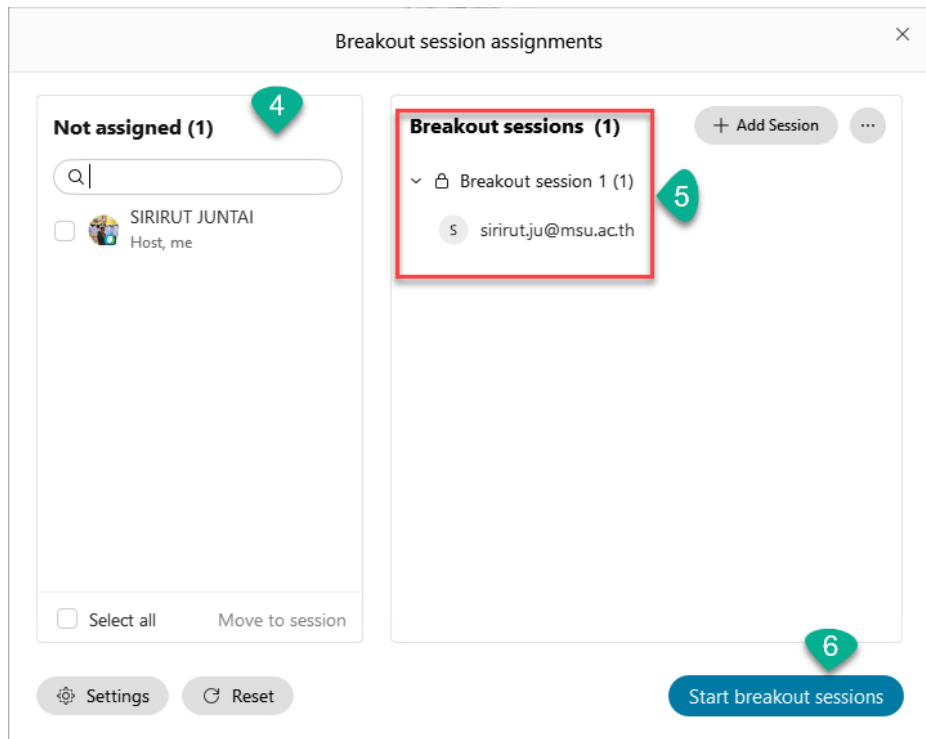 Breakout session assignments
4
Not assigned (1)
SIRIRUT JUNTAI
Host, me
Select all
Move to session
Breakout sessions (1)
+ Add Session
...
5
Breakout session 1 (1)
S
sirirut.ju@msu.ac.th
Settings
Reset
6
Start breakout sessions